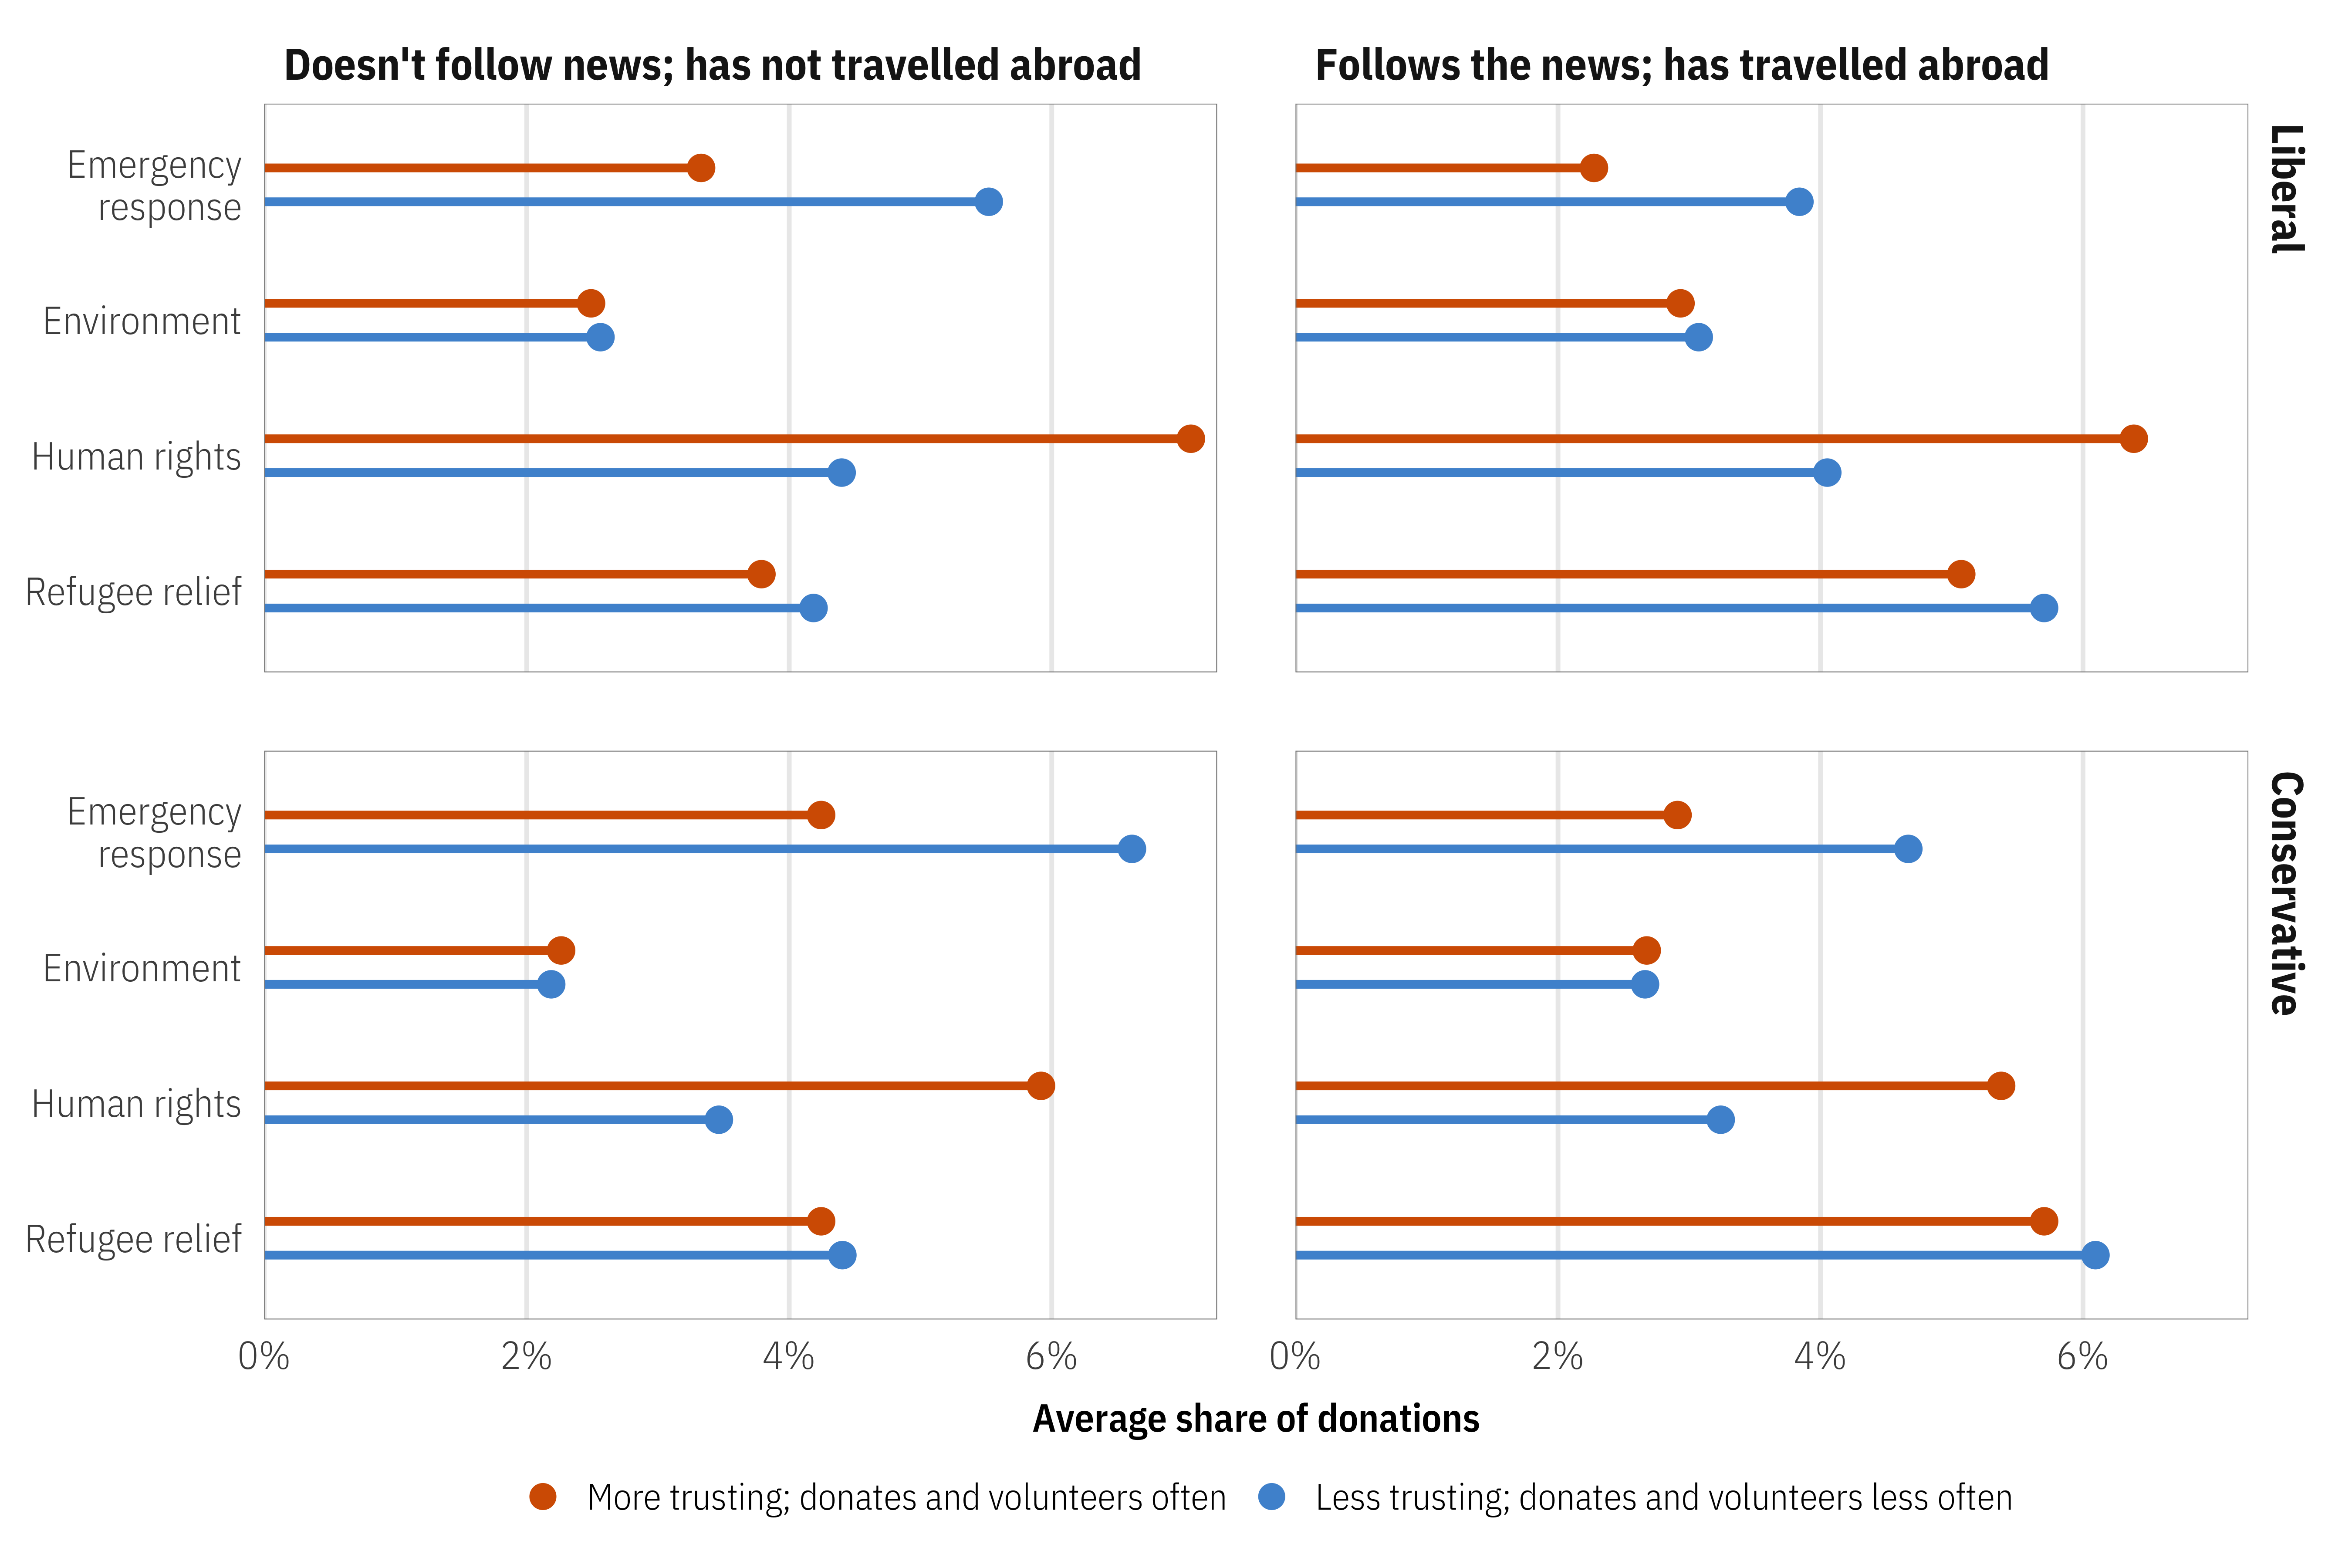 Doesn't follow news; has not travelled abroad
Follows the news; has travelled abroad
Emergency
response
Environment
Human rights
Refugee relief
Liberal
Emergency
response
Environment
Human rights
Refugee relief
Conservative
0%
2%
4%
6%
0%
2%
4%
6%
Average share of donations
More trusting; donates and volunteers often
Less trusting; donates and volunteers less often